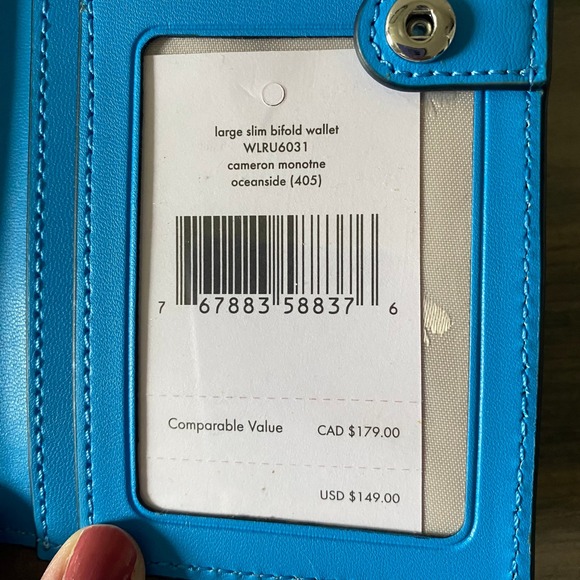 large slim bifold wallet
WLRU6031
cameron monotne
oceanside (405)
7 67883 58837 6
Comparable Value CAD $179.00
USD $149.00